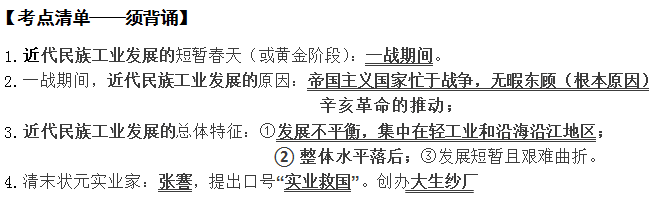 【考点清单——须背诵】
1.近代民族工业发展的短暂春天（或黄金阶段）：一战期间。
2.一战期间，近代民族工业发展的原因：帝国主义国家忙于战争，无暇东顾（根本原因）
辛亥革命的推动；
3.近代民族工业发展的总体特征：①发展不平衡，集中在轻工业和沿海沿江地区；
② 整体水平落后；③发展短暂且艰难曲折。
4.清末状元实业家：张謇，提出口号“实业救国”。创办大生纱厂